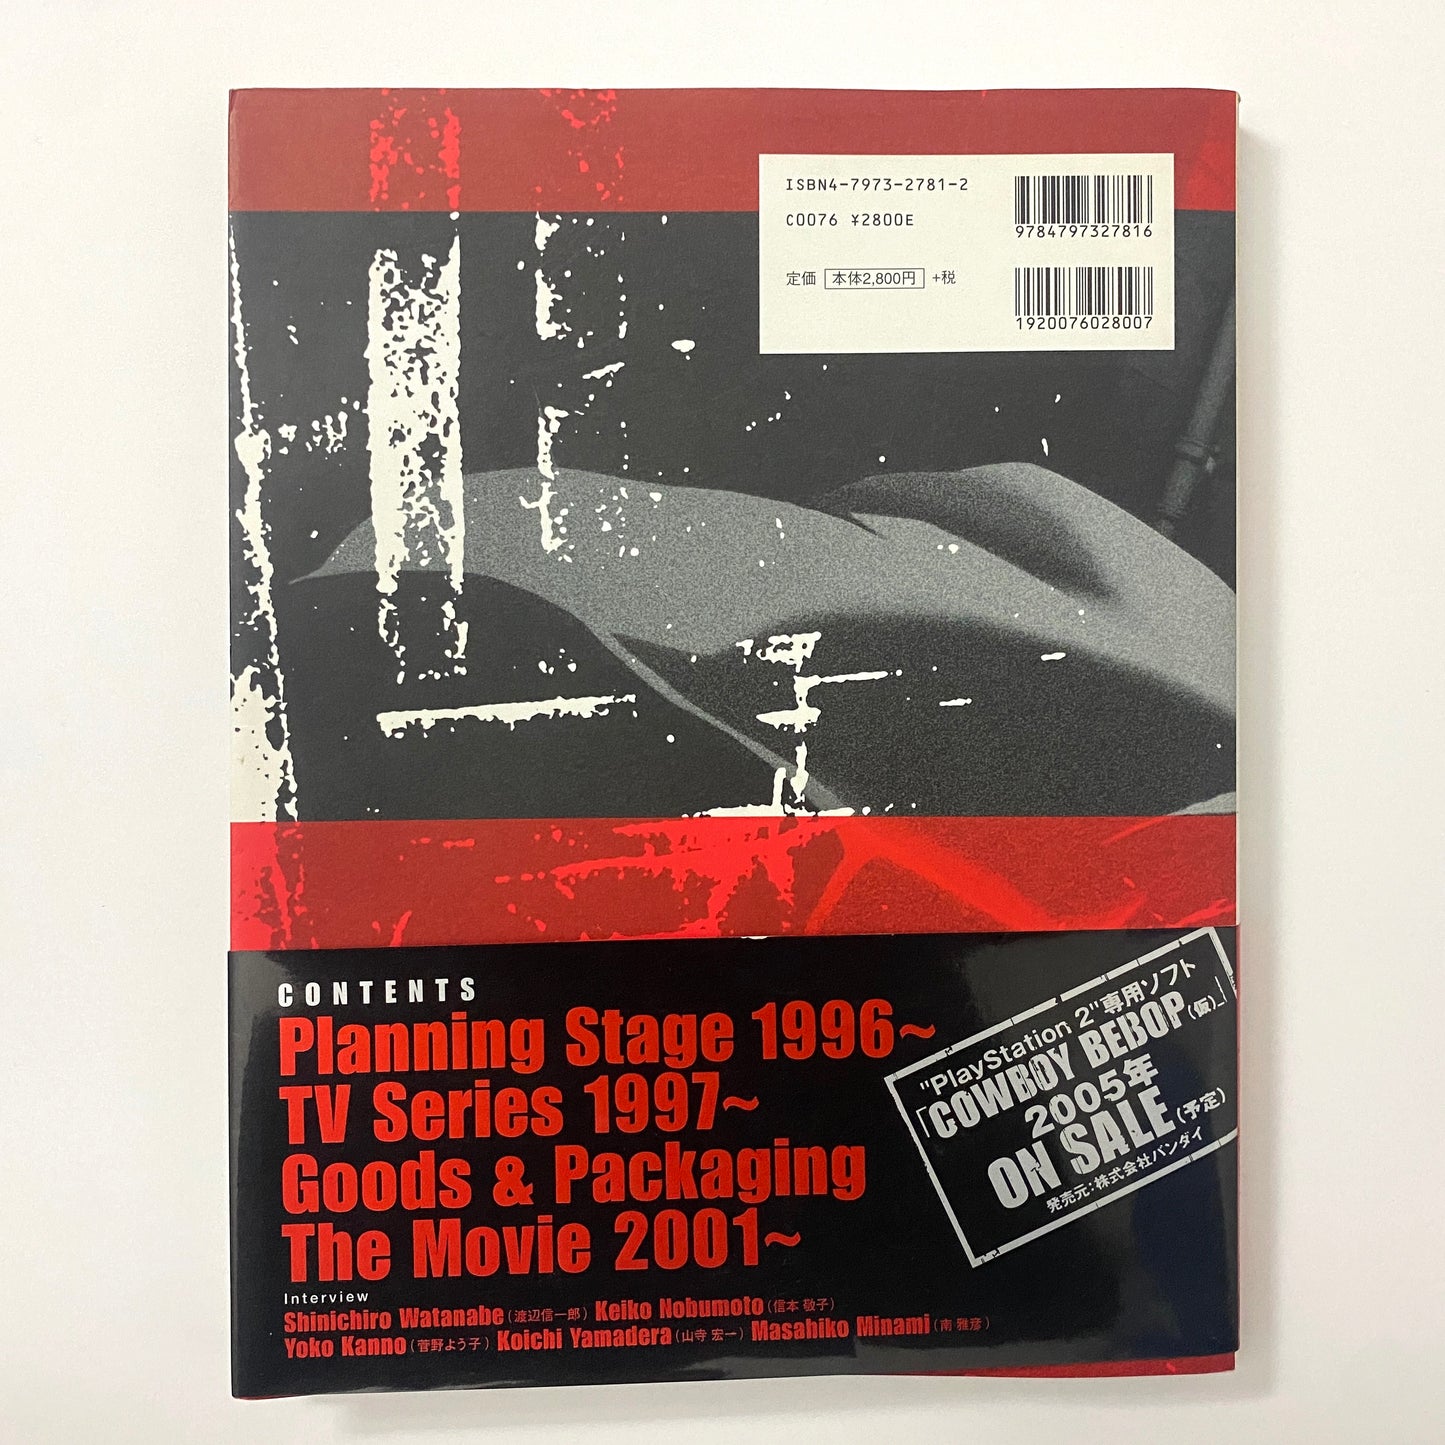 ISBN4-7973-2781-2
C0076 ¥2800E
定価 本体2,800円 +税
9784797327816
1920076028007
CONTENTS
Planning Stage 1996~
TV Series 1997~
Goods & Packaging
The Movie 2001~
Interview
Shinichiro Watanabe(渡辺信一郎) Keiko Nobumoto(信本 敬子)
Yoko Kanno(菅野よう子) Koichi Yamadera(山寺 宏一) Masahiko Minami(南 雅彦)
"PlayStation 2"専用ソフト
「COWBOY BEBOP(仮)」
2005年
ON SALE(予定)
発売元:株式会社バンダイ